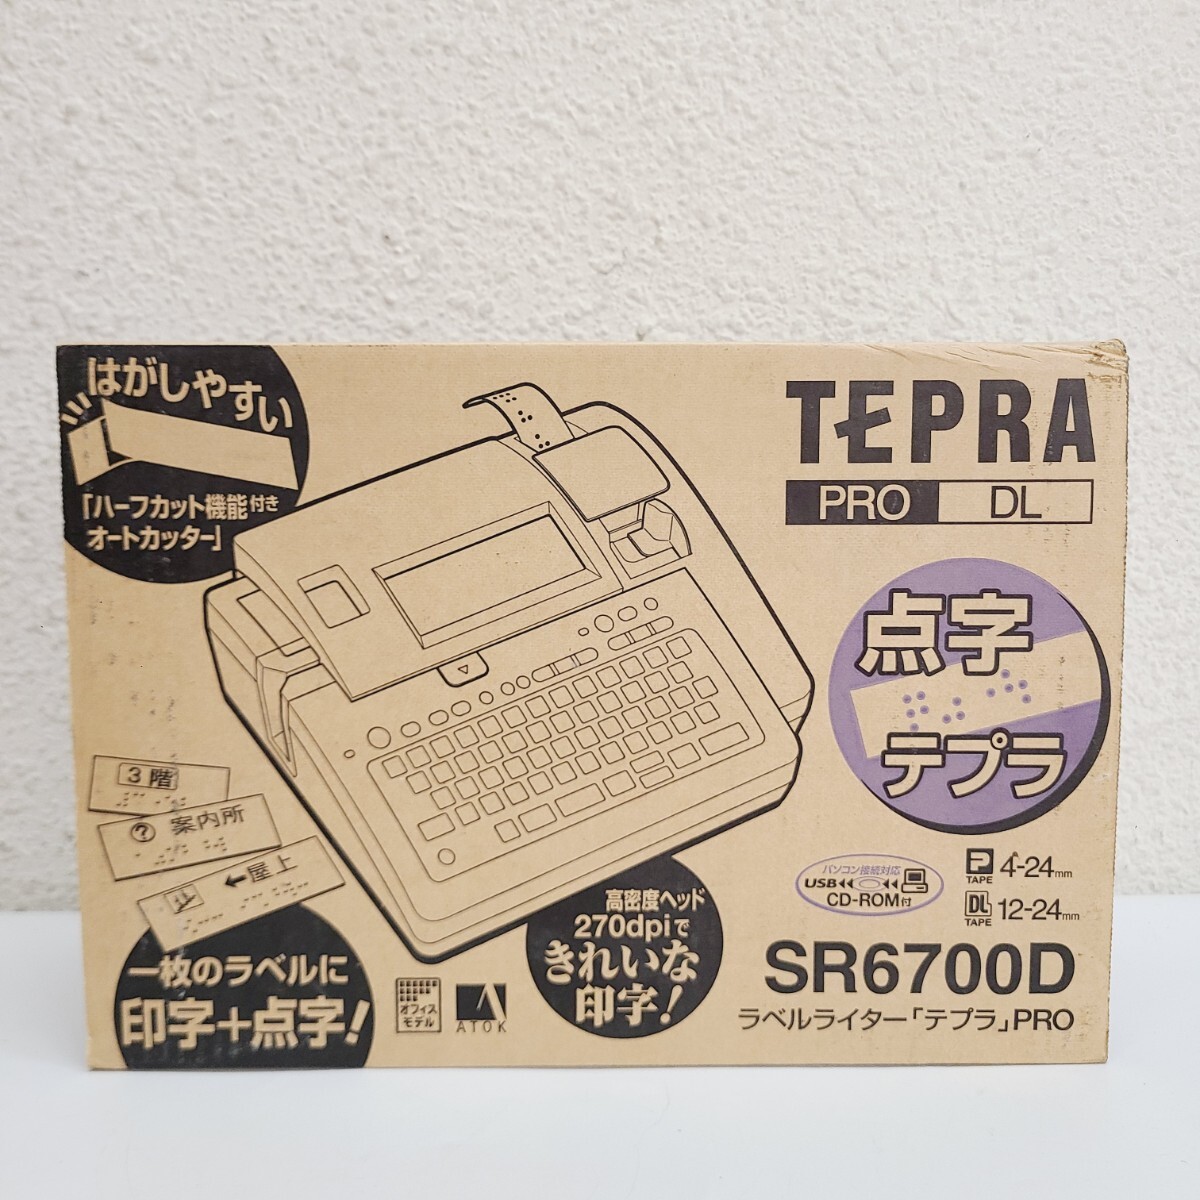 はがしやすい
「ハーフカット機能付き
オートカッター」
TEPRA
PRO DL
点字
テプラ
3階
? 案内所
←屋上
一枚のラベルに
印字+点字!
オフィス
モデル
ATOK
高密度ヘッド
270dpiで
きれいな
印字!
パソコン接続対応
USB
CD-ROM付
P TAPE 4-24mm
DL TAPE 12-24mm
SR6700D
ラベルライター「テプラ」PRO